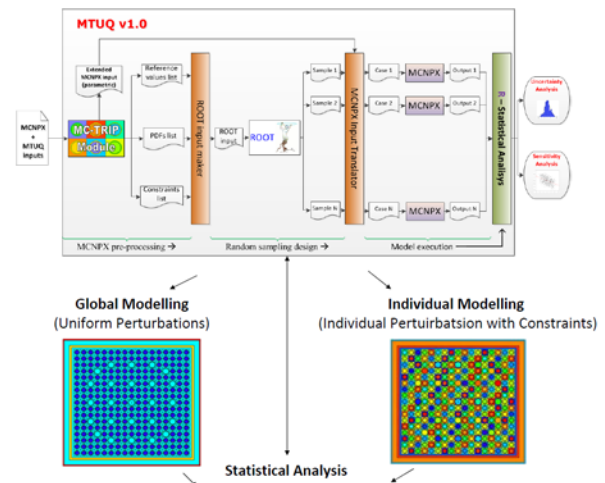 MTUQ v1.0
Extended
MCNPX input
(parametric)
Reference
values list
Sample 1
Case 1
MCNPX
Output 1
Uncertainty
Analysis
MCNPX
+
MTUQ
inputs
MC-TRIP
Module
PDFs list
ROOT input maker
ROOT
input
ROOT
Sample 2
MCNPX Input Translator
Case 2
MCNPX
Output 2
R – Statistical Analisys
Sensitivity
Analysis
Constraints
list
Sample N
Case N
MCNPX
Output N
MCNPX pre-processing →
Random sampling design →
Model execution
Global Modelling
(Uniform Perturbations)
Individual Modelling
(Individual Pertuirbatsion with Constraints)
Statistical Analysis